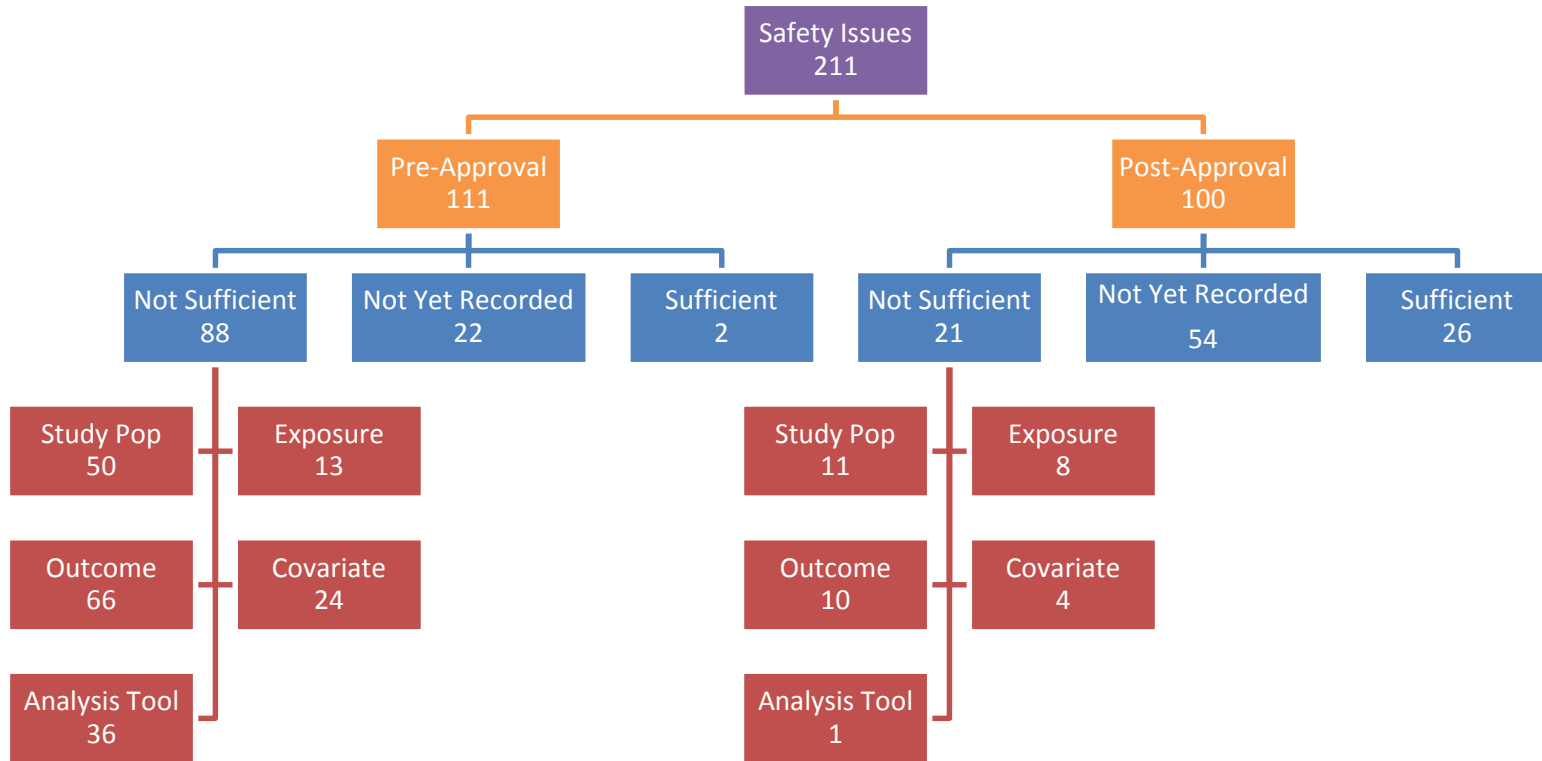 Safety Issues
211
Pre-Approval
111
Post-Approval
100
Not Sufficient
88
Not Yet Recorded
22
Sufficient
2
Not Sufficient
21
Not Yet Recorded
54
Sufficient
26
Study Pop
50
Exposure
13
Outcome
66
Covariate
24
Analysis Tool
36
Study Pop
11
Exposure
8
Outcome
10
Covariate
4
Analysis Tool
1